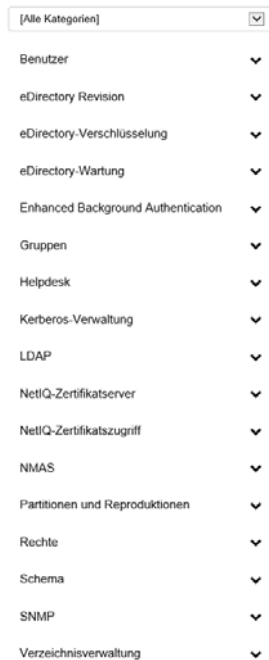 [Alle Kategorien]
Benutzer
eDirectory Revision
eDirectory-Verschlüsselung
eDirectory-Wartung
Enhanced Background Authentication
Gruppen
Helpdesk
Kerberos-Verwaltung
LDAP
NetIQ-Zertifikatserver
NetIQ-Zertifikatszugriff
NMAS
Partitionen und Reproduktionen
Rechte
Schema
SNMP
Verzeichnisverwaltung